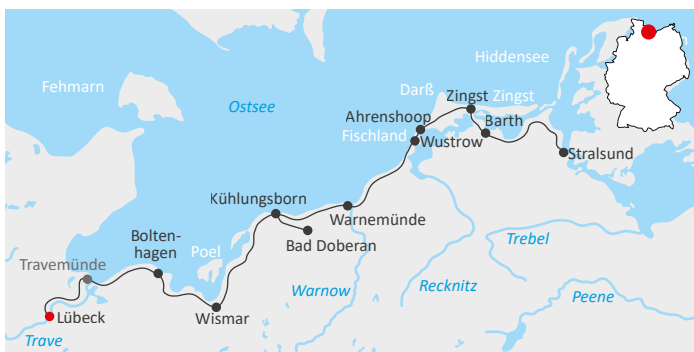 Hiddensee
Fehmarn
Darß
Zingst
Zingst
Ostsee
Ahrenshoop
Barth
Fischland
Wustrow
Stralsund
Kühlungsborn
Warnemünde
Bolten-
hagen
Poel
Bad Doberan
Trebel
Travemünde
Warnow
Recknitz
Peene
Lübeck
Wismar
Trave